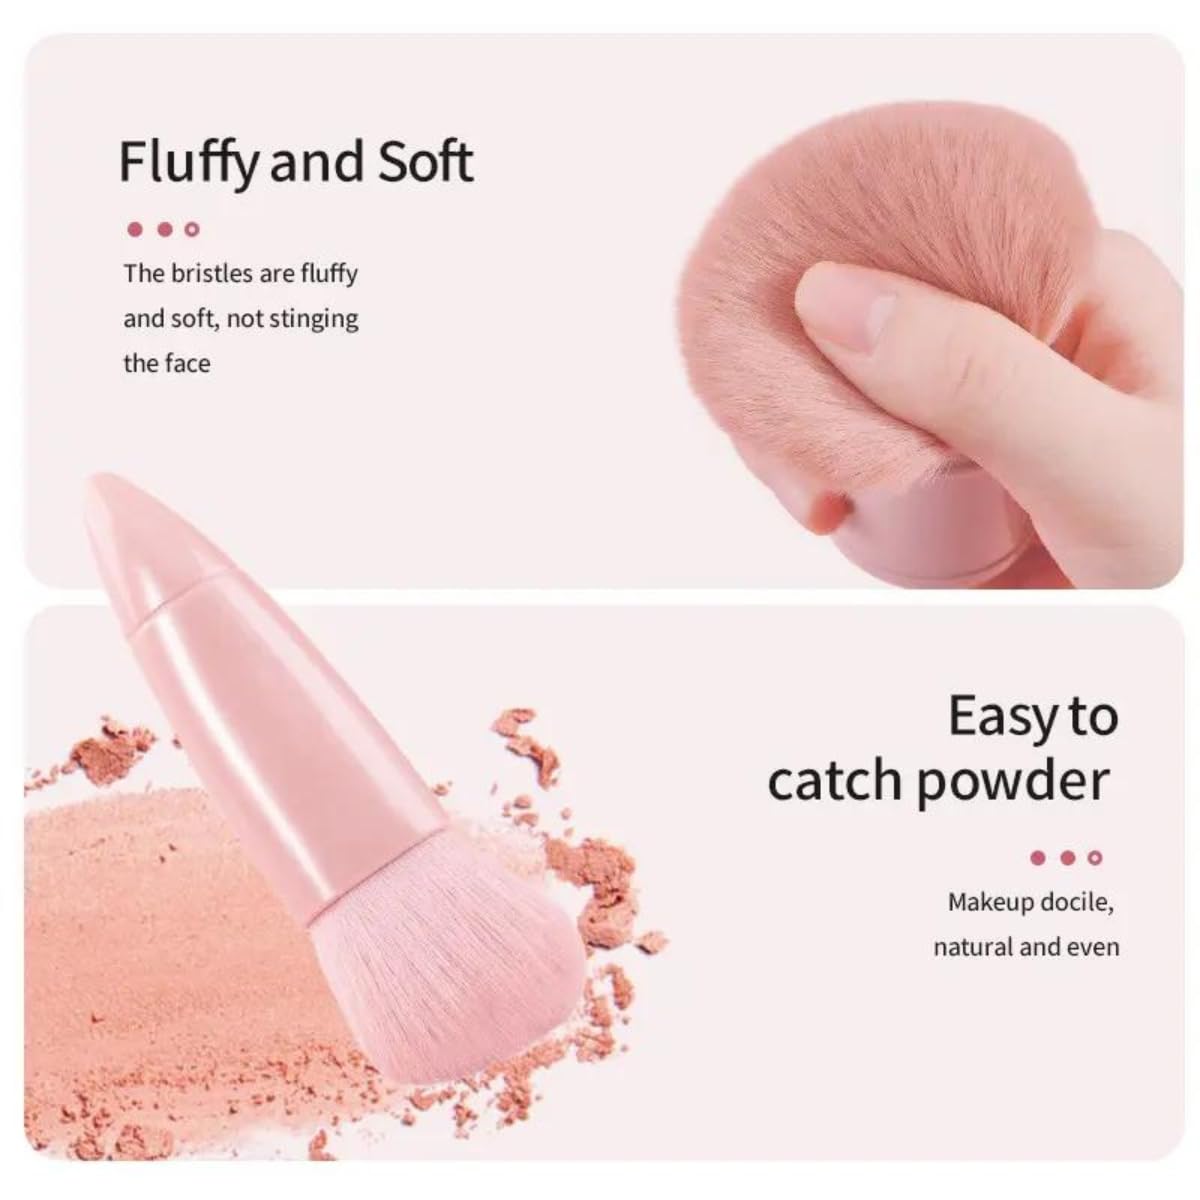 Fluffy and Soft
The bristles are fluffy
and soft, not stinging
the face
Easy to
catch powder
Makeup docile,
natural and even